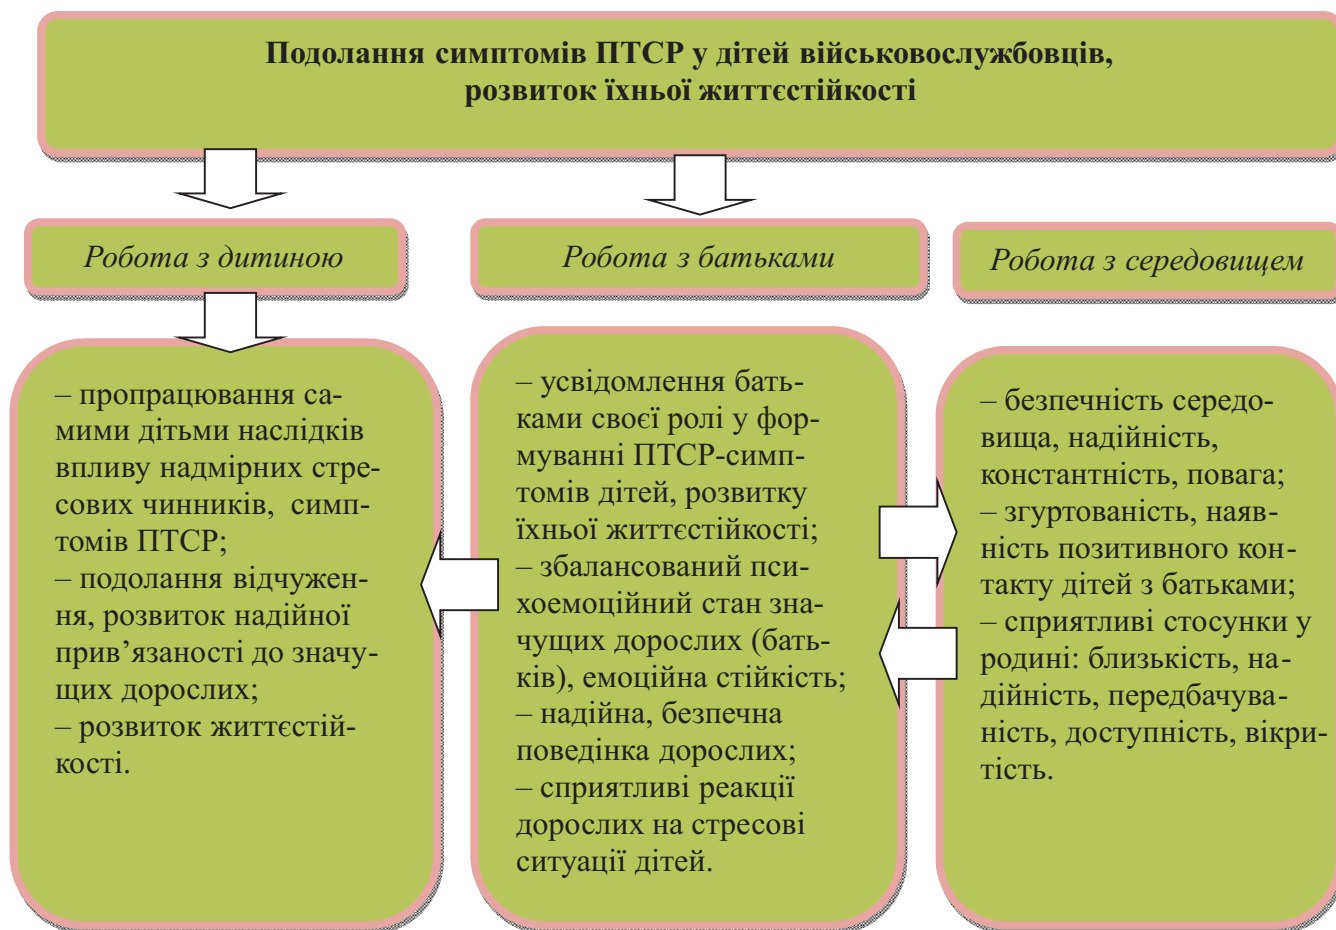 Подолання симптомів ПТСР у дітей військовослужбовців,
розвиток їхньої життєстійкості
Робота з дитиною
Робота з батьками
Робота з середовищем
– пропрацювання са-
мими дітьми наслідків
впливу надмірних стре-
сових чинників, симп-
томів ПТСР;
– подолання відчужен-
ня, розвиток надійної
прив’язаності до значу-
щих дорослих;
– розвиток життєстій-
кості.
– усвідомлення бать-
ками своєї ролі у фор-
муванні ПТСР-симп-
томів дітей, розвитку
їхньої життєстійкості;
– збалансований пси-
хоемоційний стан зна-
чущих дорослих (бать-
ків), емоційна стійкість;
– надійна, безпечна
поведінка дорослих;
– сприятливі реакції
дорослих на стресові
ситуації дітей.
– безпечність середо-
вища, надійність,
константність, повага;
– згуртованість, наяв-
ність позитивного кон-
такту дітей з батьками;
– сприятливі стосунки у
родині: близькість, на-
дійність, передбачува-
ність, доступність, вікри-
тість.